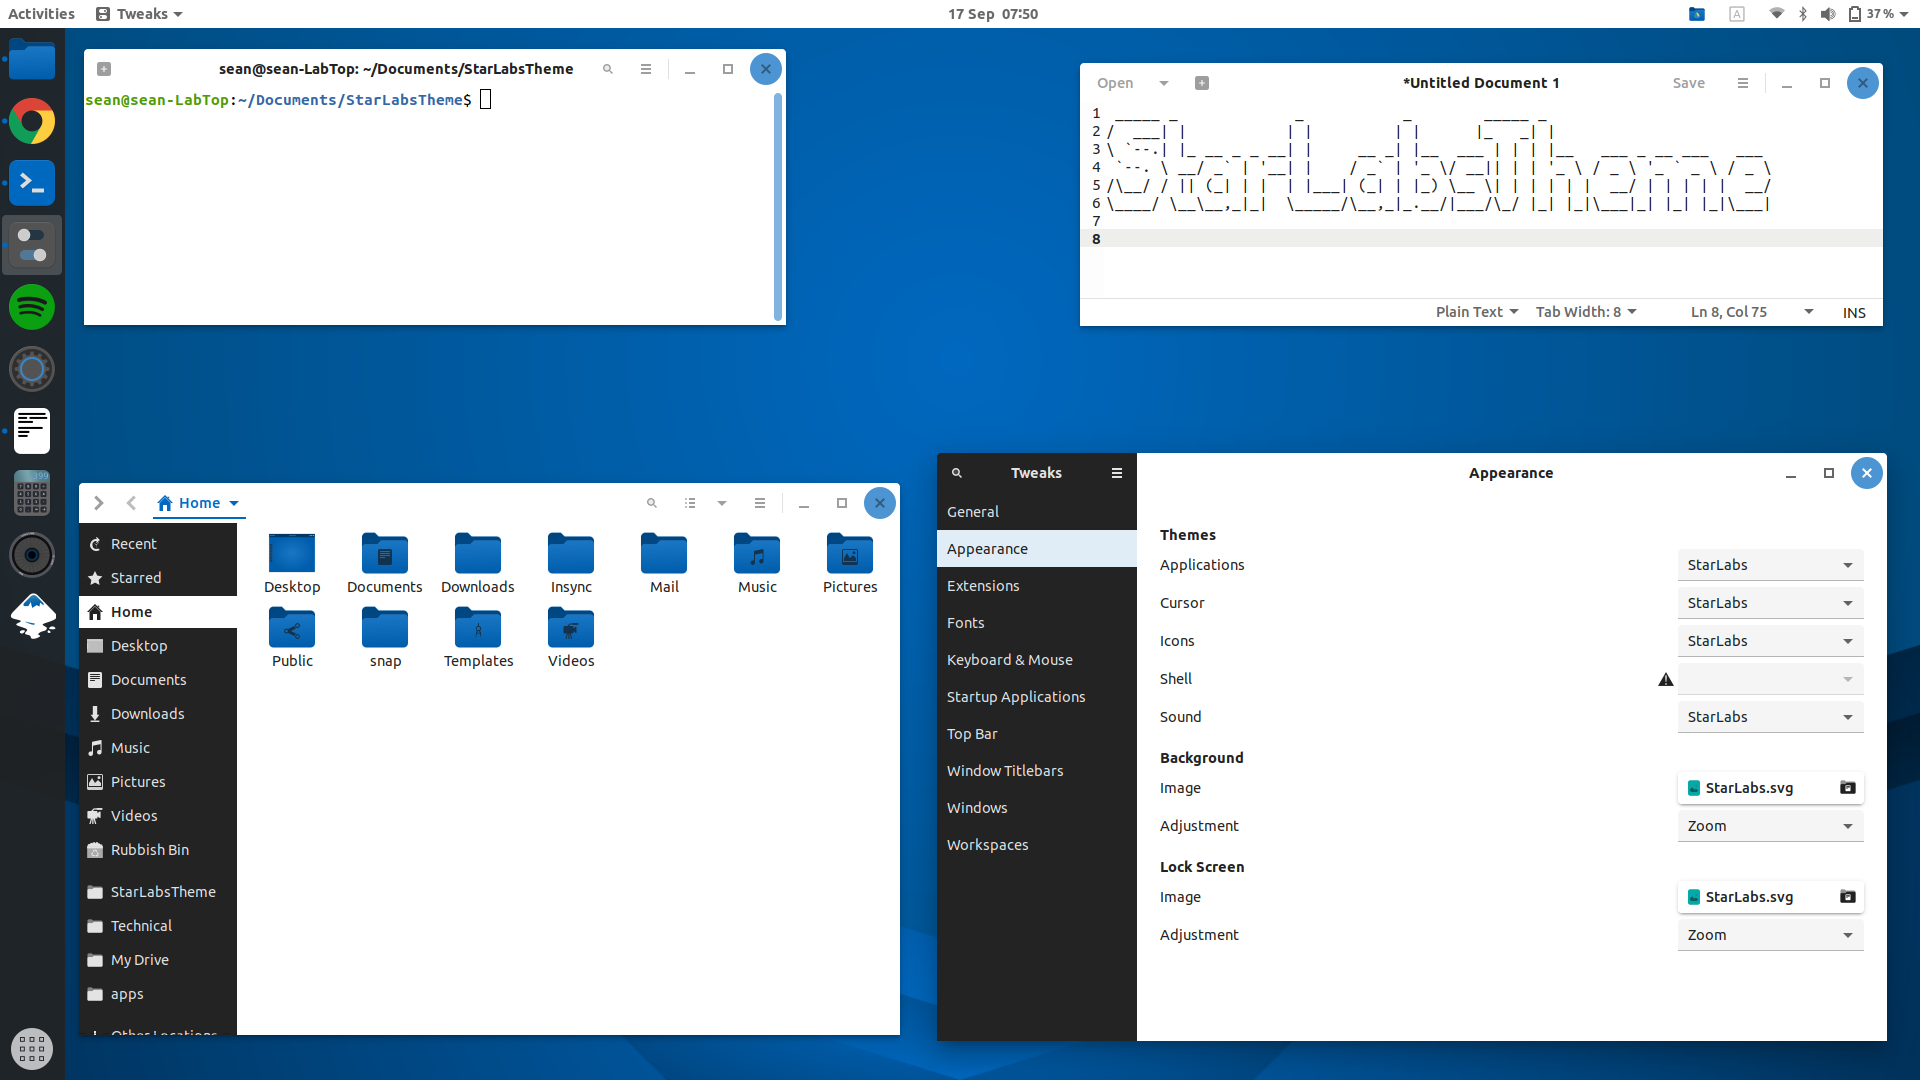 Activities Tweaks 17 Sep 07:50 A 37%
sean@sean-LabTop: ~/Documents/StarLabsTheme
sean@sean-LabTop:~/Documents/StarLabsTheme$
Open *Untitled Document 1 Save
1
2
3
4
5
6
7
8
StarLabsTheme
Plain Text Tab Width: 8 Ln 8, Col 75 INS
Home
Recent
Starred
Home
Desktop
Documents
Downloads
Music
Pictures
Videos
Rubbish Bin
StarLabsTheme
Technical
My Drive
apps
Other Locations
Desktop Documents Downloads Insync Mail Music Pictures
Public snap Templates Videos
Tweaks
General
Appearance
Extensions
Fonts
Keyboard & Mouse
Startup Applications
Top Bar
Window Titlebars
Windows
Workspaces
Appearance
Themes
Applications StarLabs
Cursor StarLabs
Icons StarLabs
Shell
Sound StarLabs
Background
Image StarLabs.svg
Adjustment Zoom
Lock Screen
Image StarLabs.svg
Adjustment Zoom